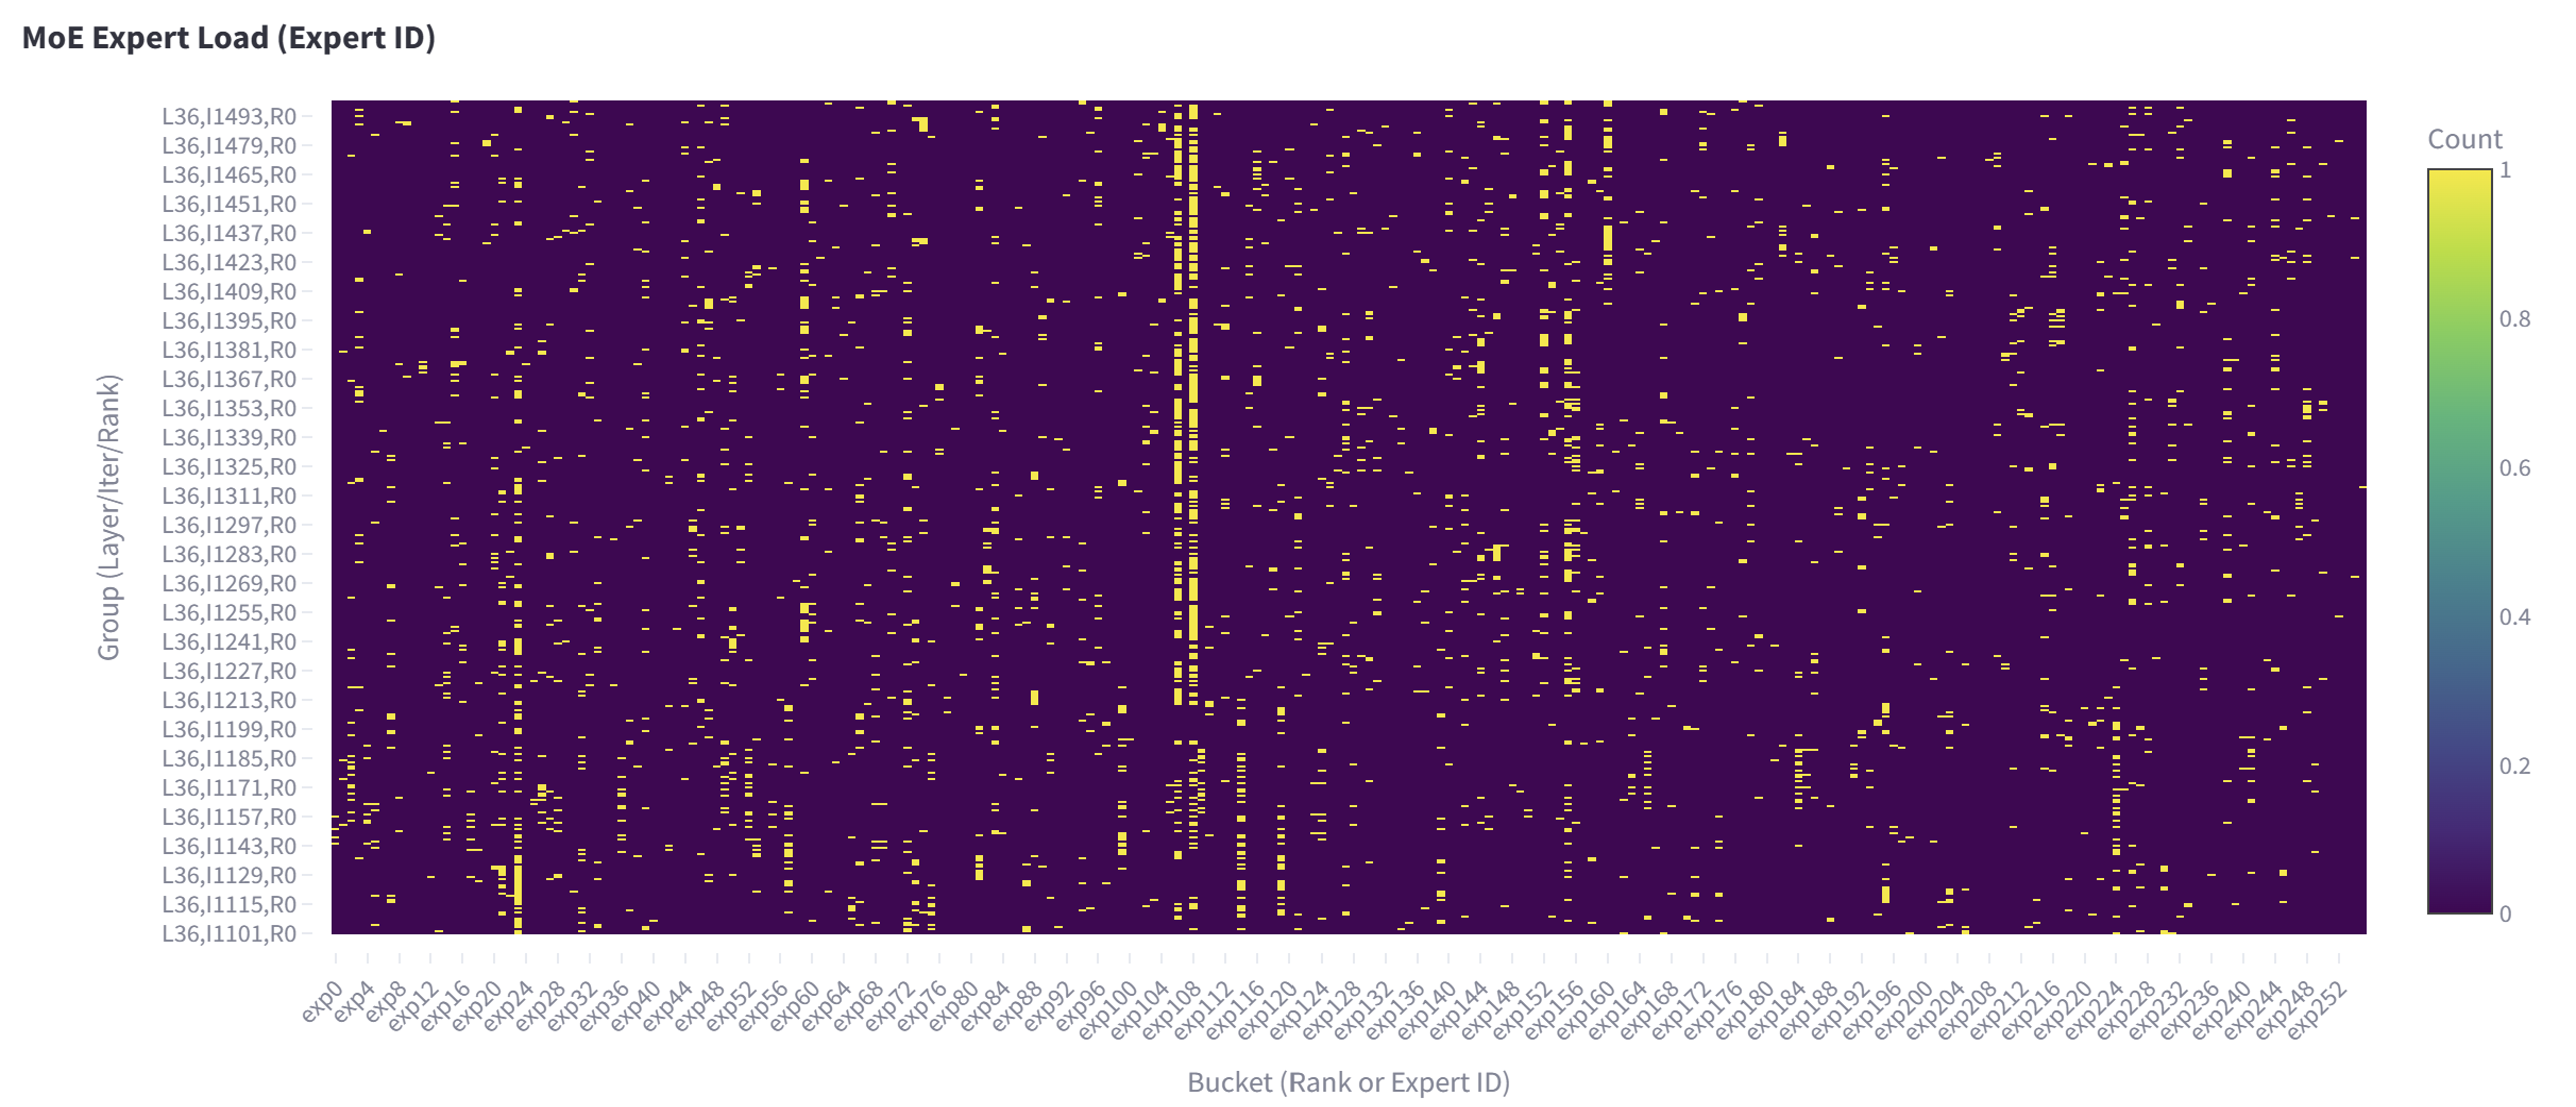 MoE Expert Load (Expert ID)
Count
1
0.8
0.6
0.4
0.2
0
Group (Layer/Iter/Rank)
L36,I1493,R0
L36,I1479,R0
L36,I1465,R0
L36,I1451,R0
L36,I1437,R0
L36,I1423,R0
L36,I1409,R0
L36,I1395,R0
L36,I1381,R0
L36,I1367,R0
L36,I1353,R0
L36,I1339,R0
L36,I1325,R0
L36,I1311,R0
L36,I1297,R0
L36,I1283,R0
L36,I1269,R0
L36,I1255,R0
L36,I1241,R0
L36,I1227,R0
L36,I1213,R0
L36,I1199,R0
L36,I1185,R0
L36,I1171,R0
L36,I1157,R0
L36,I1143,R0
L36,I1129,R0
L36,I1115,R0
L36,I1101,R0
exp0
exp4
exp8
exp12
exp16
exp20
exp24
exp28
exp32
exp36
exp40
exp44
exp48
exp52
exp56
exp60
exp64
exp68
exp72
exp76
exp80
exp84
exp88
exp92
exp96
exp100
exp104
exp108
exp112
exp116
exp120
exp124
exp128
exp132
exp136
exp140
exp144
exp148
exp152
exp156
exp160
exp164
exp168
exp172
exp176
exp180
exp184
exp188
exp192
exp196
exp200
exp204
exp208
exp212
exp216
exp220
exp224
exp228
exp232
exp236
exp240
exp244
exp248
exp252
Bucket (Rank or Expert ID)